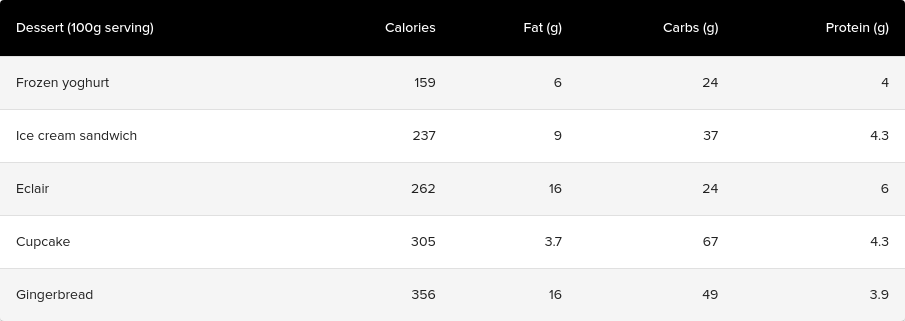 Dessert (100g serving) Calories Fat (g) Carbs (g) Protein (g)
Frozen yoghurt 159 6 24 4
Ice cream sandwich 237 9 37 4.3
Eclair 262 16 24 6
Cupcake 305 3.7 67 4.3
Gingerbread 356 16 49 3.9